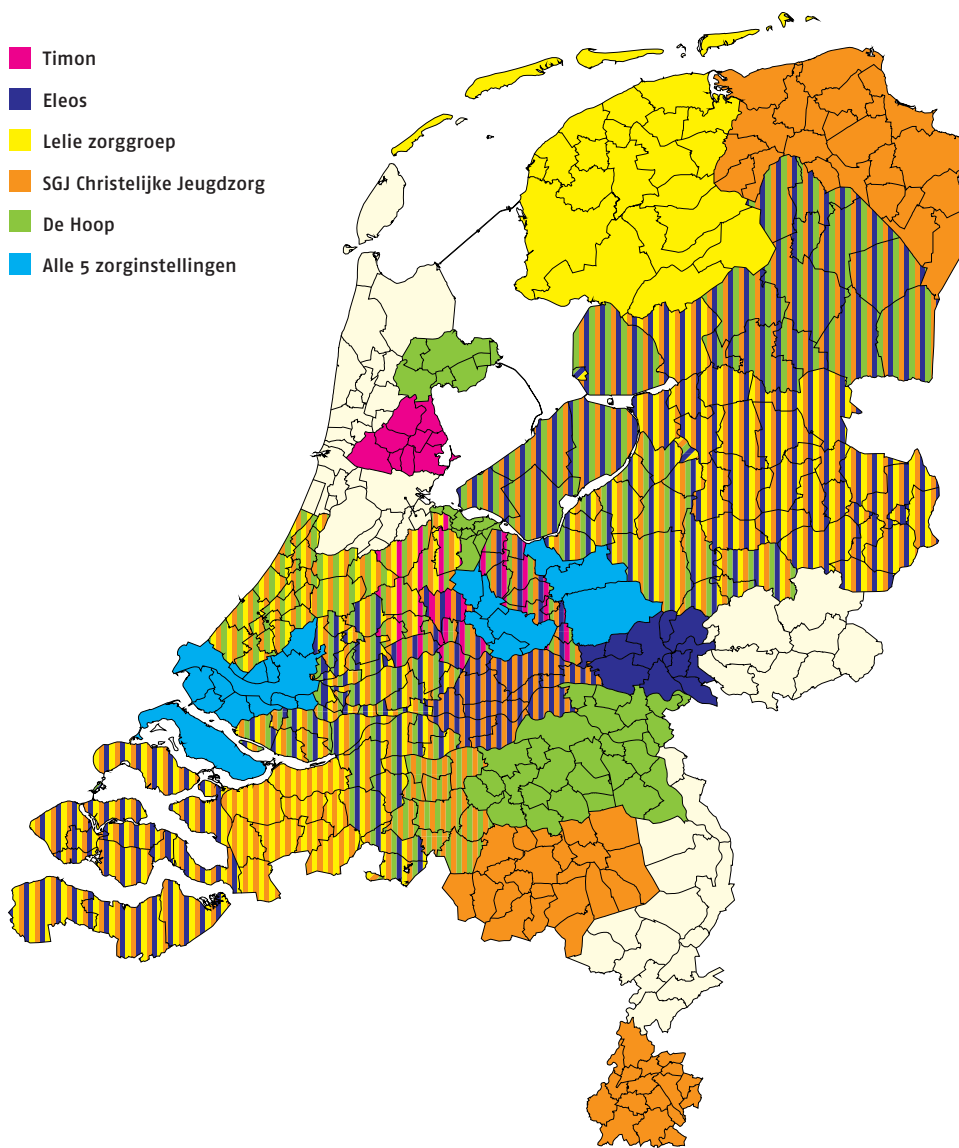 Timon
Eleos
Lelie zorggroep
SGJ Christelijke Jeugdzorg
De Hoop
Alle 5 zorginstellingen